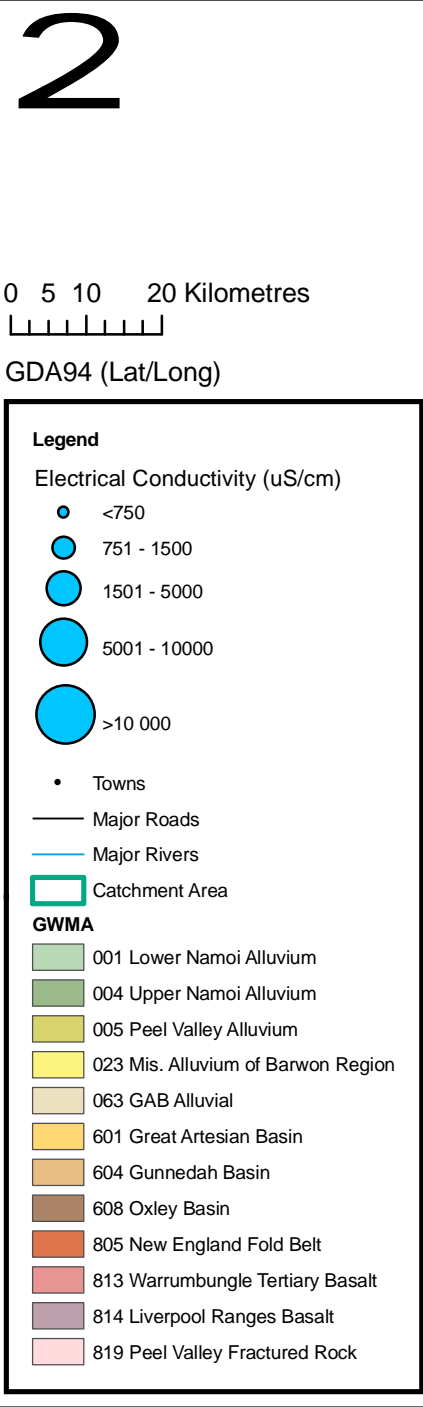 2
0 5 10 20 Kilometres
GDA94 (Lat/Long)
Legend
Electrical Conductivity (uS/cm)
<750
751 - 1500
1501 - 5000
5001 - 10000
>10 000
Towns
Major Roads
Major Rivers
Catchment Area
GWMA
001 Lower Namoi Alluvium
004 Upper Namoi Alluvium
005 Peel Valley Alluvium
023 Mis. Alluvium of Barwon Region
063 GAB Alluvial
601 Great Artesian Basin
604 Gunnedah Basin
608 Oxley Basin
805 New England Fold Belt
813 Warrumbungle Tertiary Basalt
814 Liverpool Ranges Basalt
819 Peel Valley Fractured Rock